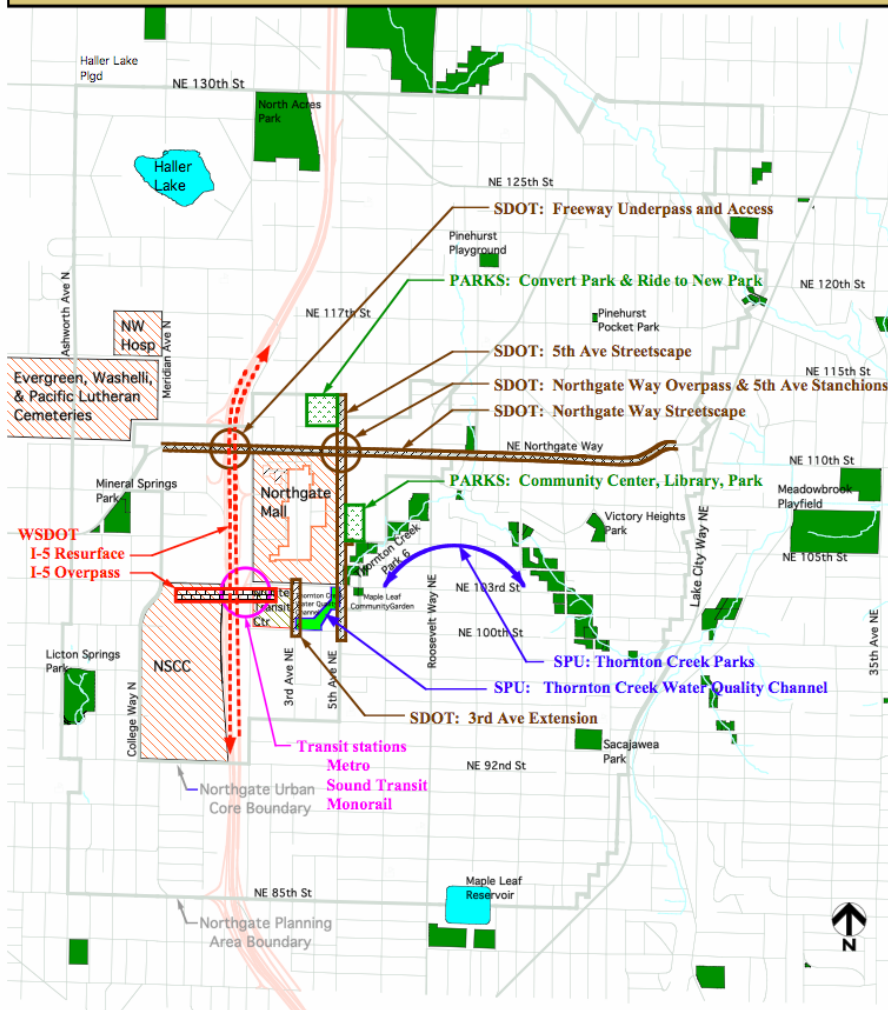 Haller Lake
Plgd
NE 130th St
North Acres
Park
Haller
Lake
NE 125th St
SDOT: Freeway Underpass and Access
Pinehurst
Playground
PARKS: Convert Park & Ride to New Park
NE 120th St
Ashworth Ave N
Meridian Ave N
NW
Hosp
NE 117th St
Pinehurst
Pocket Park
SDOT: 5th Ave Streetscape
NE 115th St
Evergreen, Washelli,
& Pacific Lutheran
Cemeteries
SDOT: Northgate Way Overpass & 5th Ave Stanchions
SDOT: Northgate Way Streetscape
NE Northgate Way
NE 110th St
PARKS: Community Center, Library, Park
Mineral Springs
Park
Northgate
Mall
Meadowbrook
Playfield
Victory Heights
Park
WSDOT
I-5 Resurface
I-5 Overpass
Thornton Creek
Park 6
NE 105th St
Lake City Way NE
NE 103rd St
Maple Leaf
CommunityGarden
Transit
Ctr
Thornton Creek
Water Quality
Channel
Roosevelt Way NE
NE 100th St
35th Ave NE
Licton Springs
Park
NSCC
3rd Ave NE
5th Ave NE
SPU: Thornton Creek Parks
SPU: Thornton Creek Water Quality Channel
College Way N
SDOT: 3rd Ave Extension
Transit stations
Metro
Sound Transit
Monorail
Sacajawea
Park
NE 92nd St
Northgate Urban
Core Boundary
NE 85th St
Maple Leaf
Reservoir
Northgate Planning
Area Boundary
N